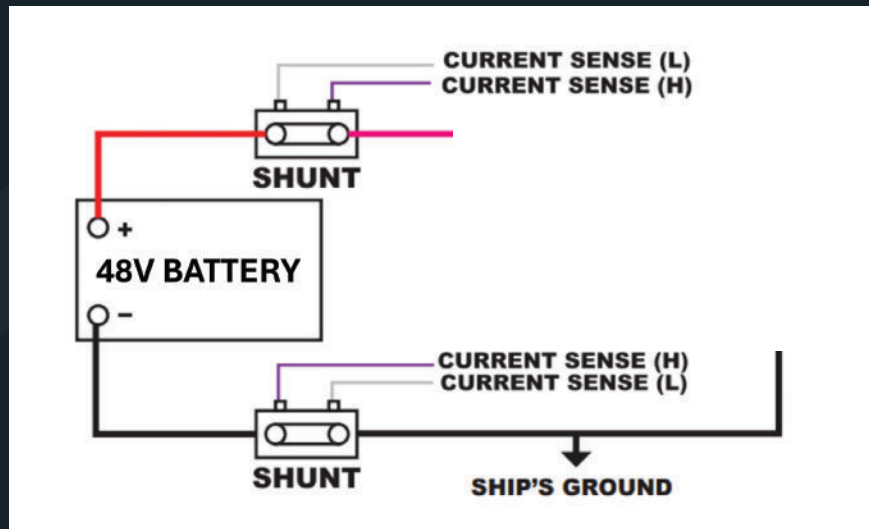 CURRENT SENSE (L)
CURRENT SENSE (H)
SHUNT
+
48V BATTERY
−
CURRENT SENSE (H)
CURRENT SENSE (L)
SHUNT
SHIP'S GROUND